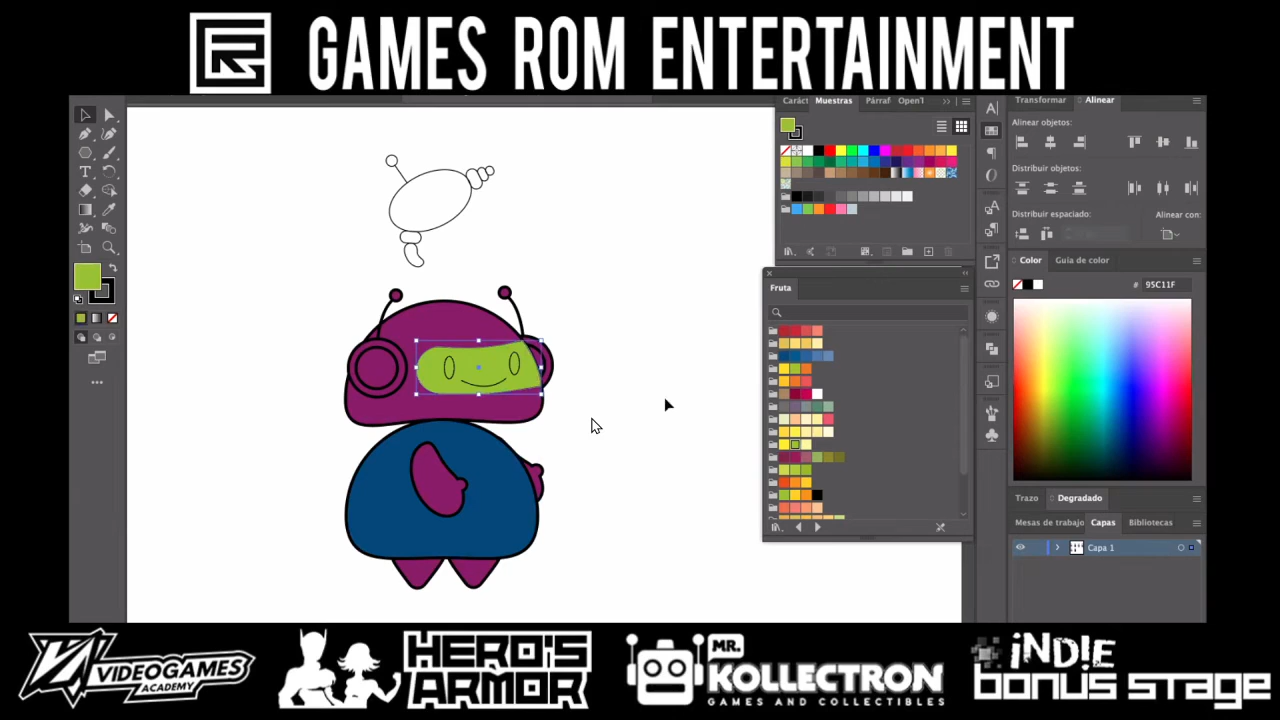 GAMES ROM ENTERTAINMENT
Caráct
Muestras
Párraf
OpenT
Transformar
Alinear
Alinear objetos:
Distribuir objetos:
Distribuir espaciado:
Alinear con:
Color
Guía de color
# 95C11F
Fruta
Trazo
Degradado
Mesas de trabajo
Capas
Bibliotecas
Capa 1
VIDEOGAMES
ACADEMY
HERO'S
ARMOR
MR.
KOLLECTRON
GAMES AND COLLECTIBLES
INDIE
BONUS STAGE